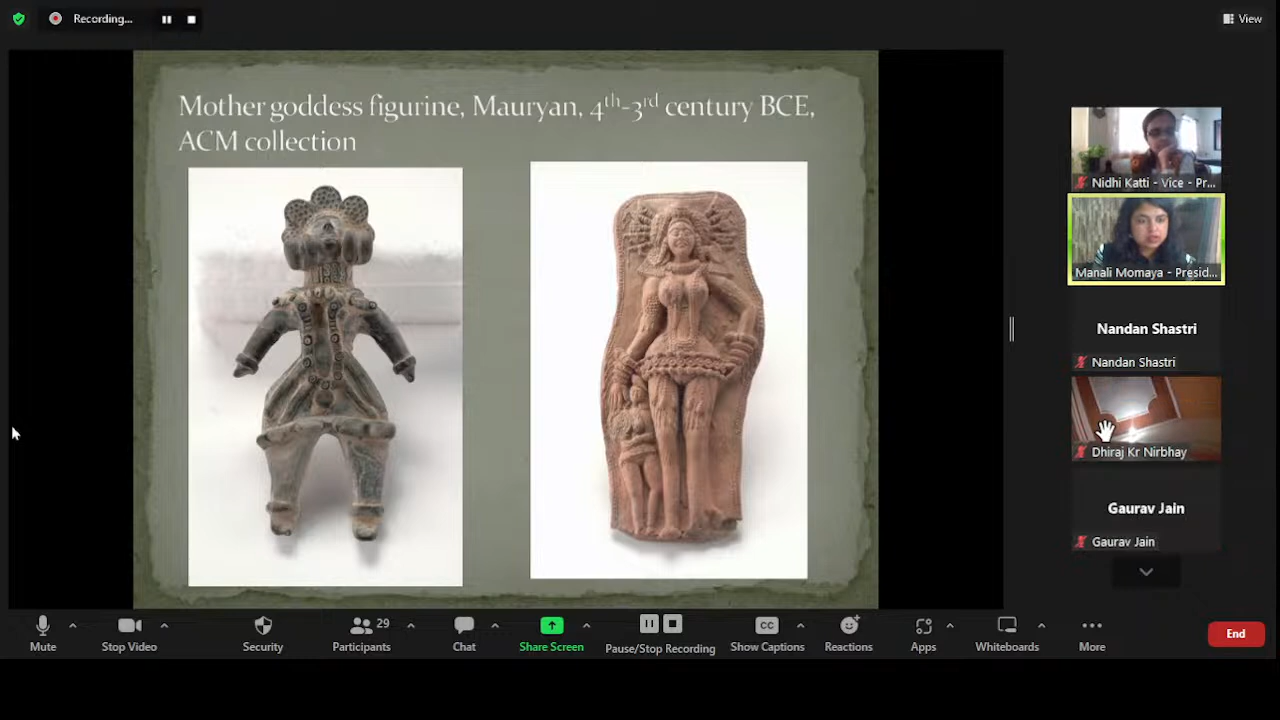 Recording...
View
Mother goddess figurine, Mauryan, 4th-3rd century BCE,
ACM collection
Nidhi Katti - Vice - Pr...
Manali Momaya - Presid...
Nandan Shastri
Nandan Shastri
Dhiraj Kr Nirbhay
Gaurav Jain
Gaurav Jain
Mute
Stop Video
Security
29
Participants
Chat
Share Screen
Pause/Stop Recording
CC
Show Captions
Reactions
Apps
Whiteboards
More
End